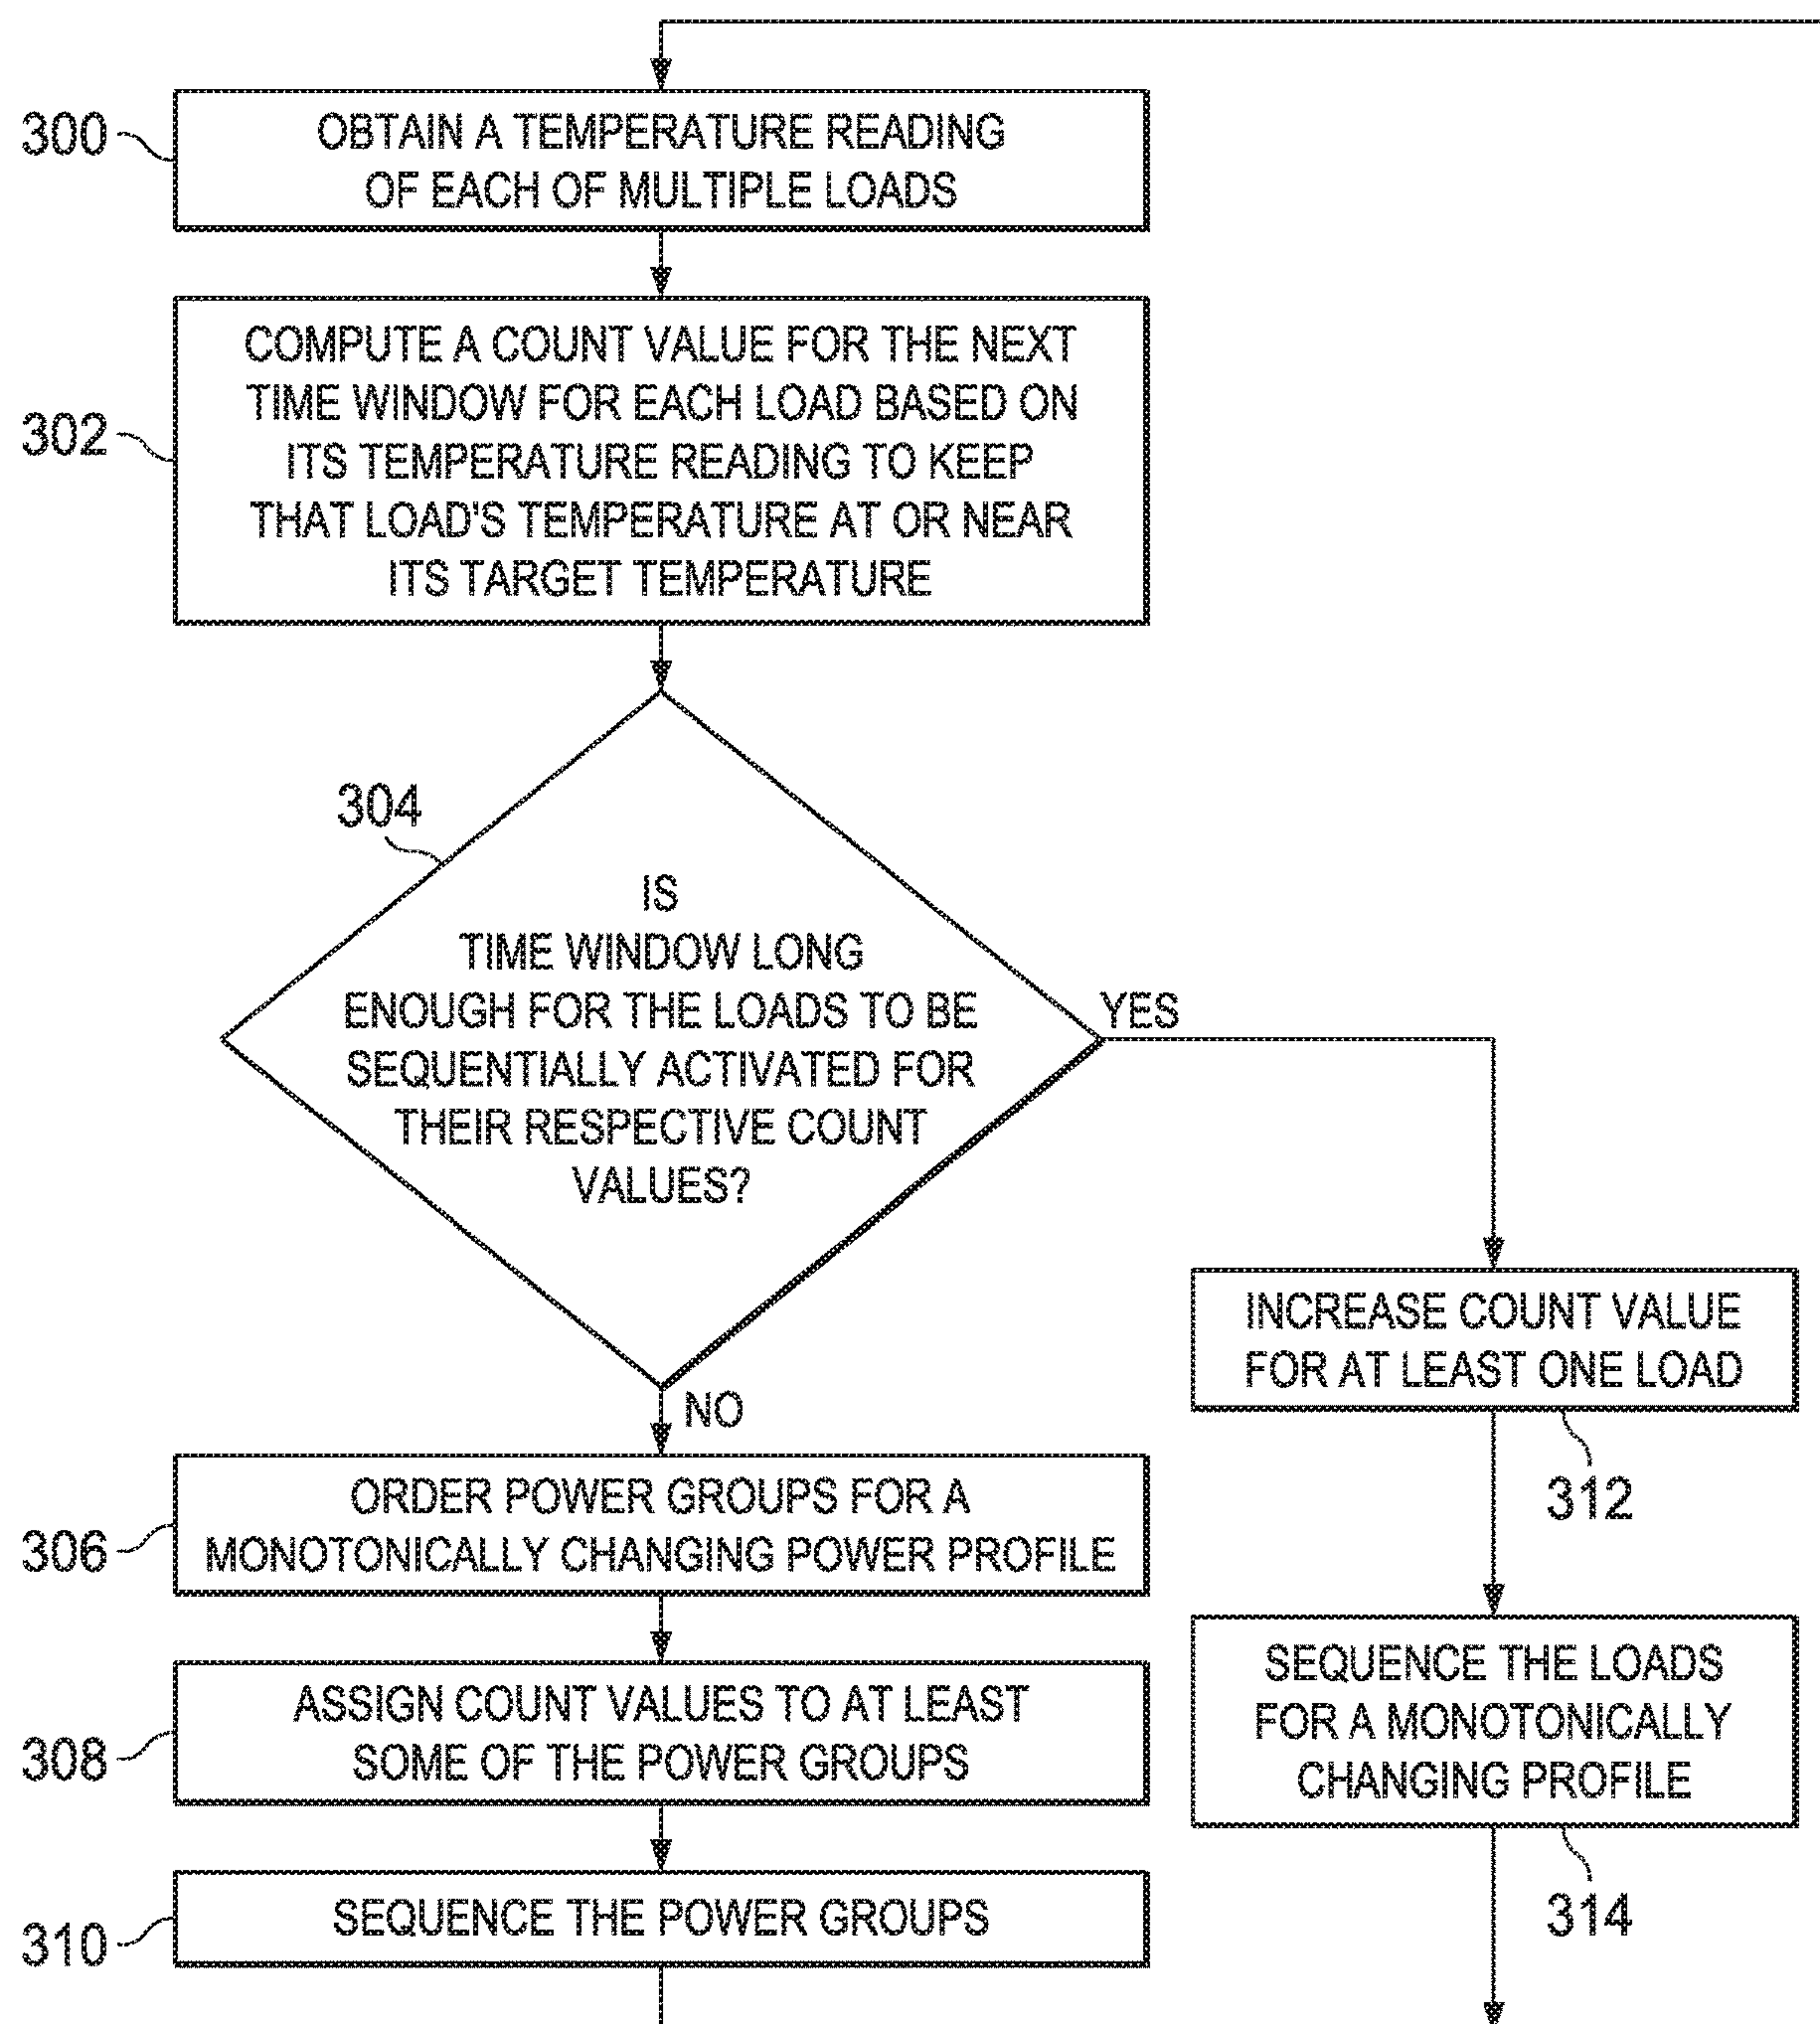 300
OBTAIN A TEMPERATURE READING
OF EACH OF MULTIPLE LOADS
302
COMPUTE A COUNT VALUE FOR THE NEXT
TIME WINDOW FOR EACH LOAD BASED ON
ITS TEMPERATURE READING TO KEEP
THAT LOAD'S TEMPERATURE AT OR NEAR
ITS TARGET TEMPERATURE
304
IS
TIME WINDOW LONG
ENOUGH FOR THE LOADS TO BE
SEQUENTIALLY ACTIVATED FOR
THEIR RESPECTIVE COUNT
VALUES?
YES
NO
306
ORDER POWER GROUPS FOR A
MONOTONICALLY CHANGING POWER PROFILE
308
ASSIGN COUNT VALUES TO AT LEAST
SOME OF THE POWER GROUPS
310
SEQUENCE THE POWER GROUPS
INCREASE COUNT VALUE
FOR AT LEAST ONE LOAD
312
SEQUENCE THE LOADS
FOR A MONOTONICALLY
CHANGING PROFILE
314